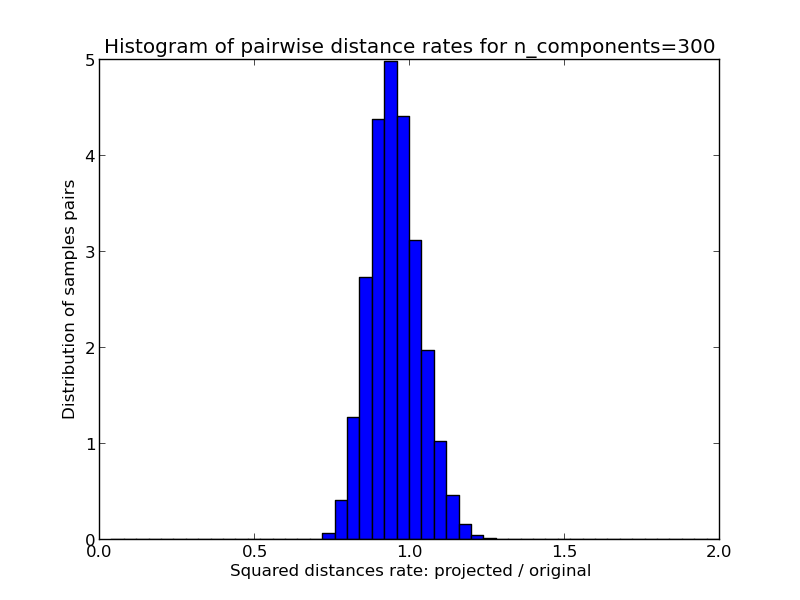 Histogram of pairwise distance rates for n_components=300
Distribution of samples pairs
5
4
3
2
1
0
0.0 0.5 1.0 1.5 2.0
Squared distances rate: projected / original